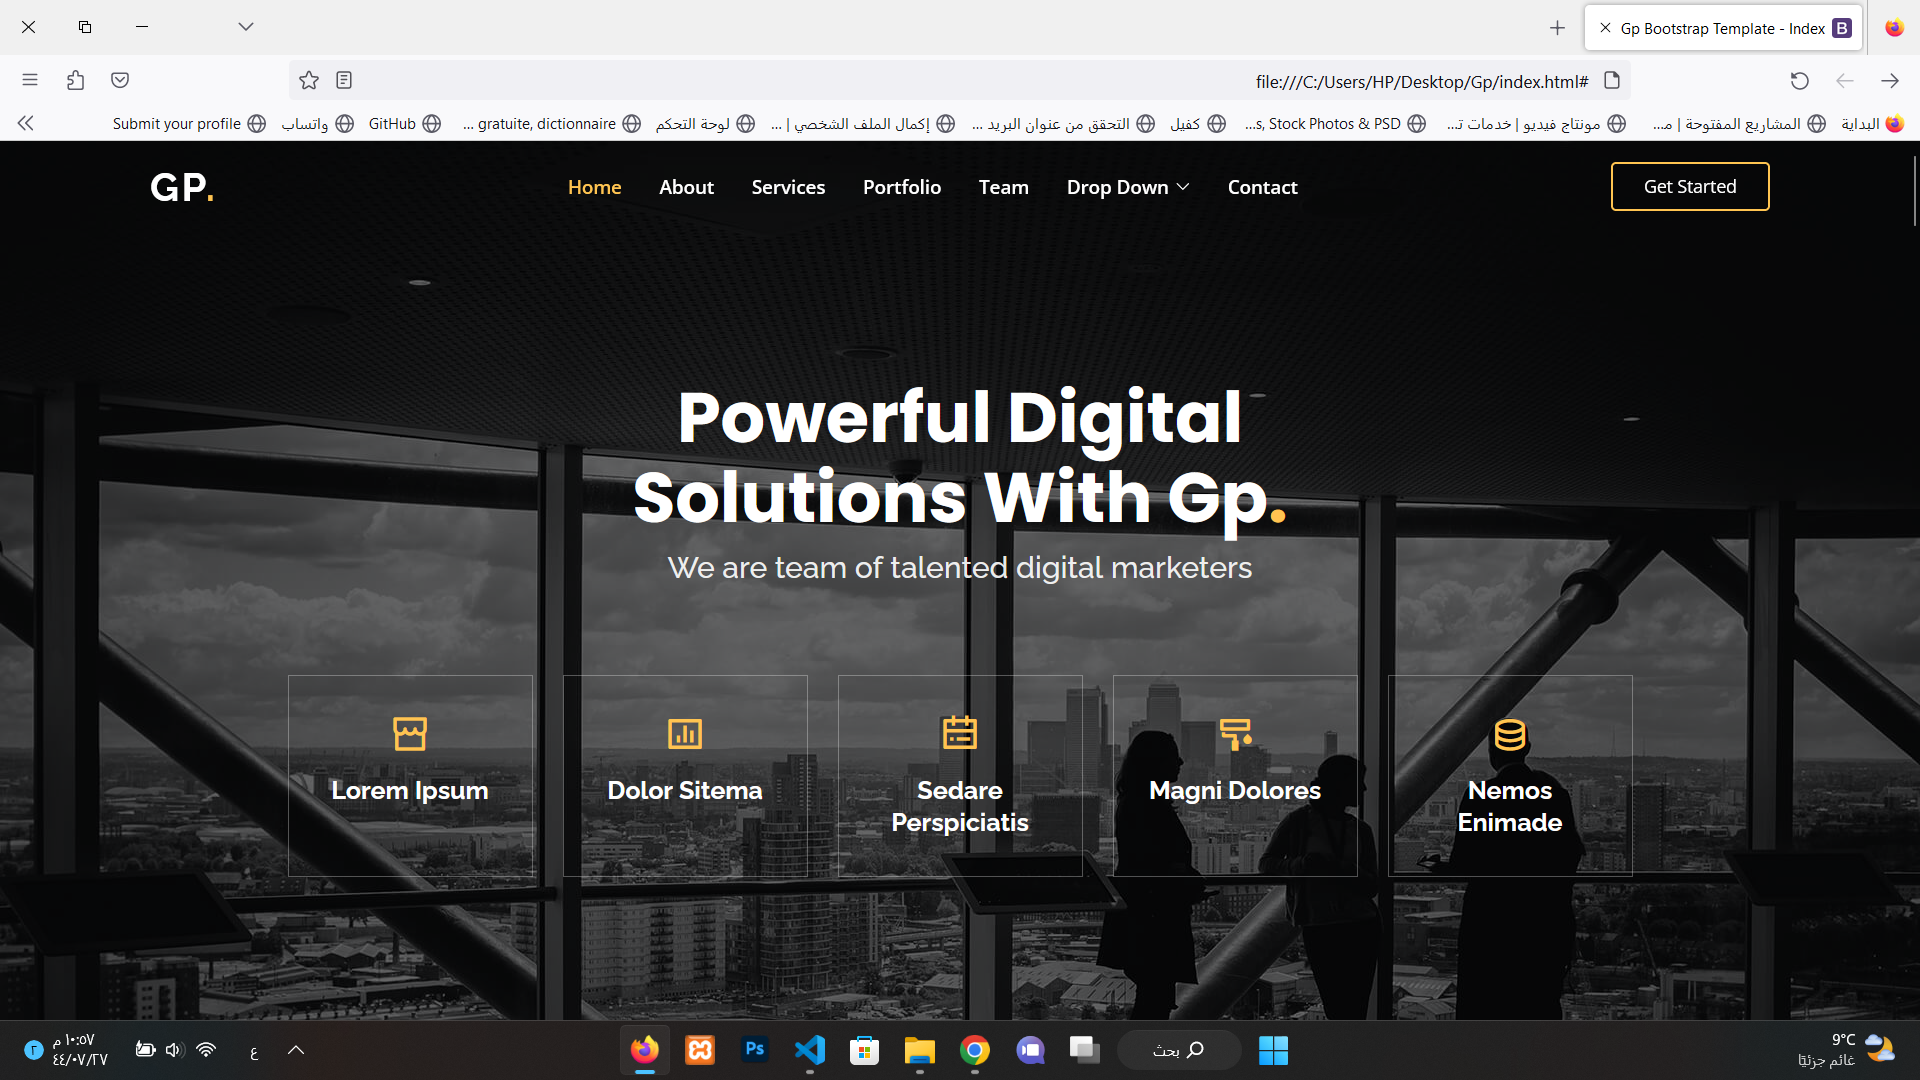 Gp Bootstrap Template - Index
file:///C:/Users/HP/Desktop/Gp/index.html#
البداية
المشاريع المفتوحة | م...
مونتاج فيديو | خدمات ت...
s, Stock Photos & PSD...
كفيل
التحقق من عنوان البريد ...
إكمال الملف الشخصي | ...
لوحة التحكم
gratuite, dictionnaire ...
GitHub
واتساب
Submit your profile
GP.
Home
About
Services
Portfolio
Team
Drop Down
Contact
Get Started
Powerful Digital
Solutions With Gp.
We are team of talented digital marketers
Lorem Ipsum
Dolor Sitema
Sedare
Perspiciatis
Magni Dolores
Nemos
Enimade
9°C
غائم جزئيًا
بحث
Ps
ع
١٠:٥٧ م
٤٤/٠٧/٢٧
٢